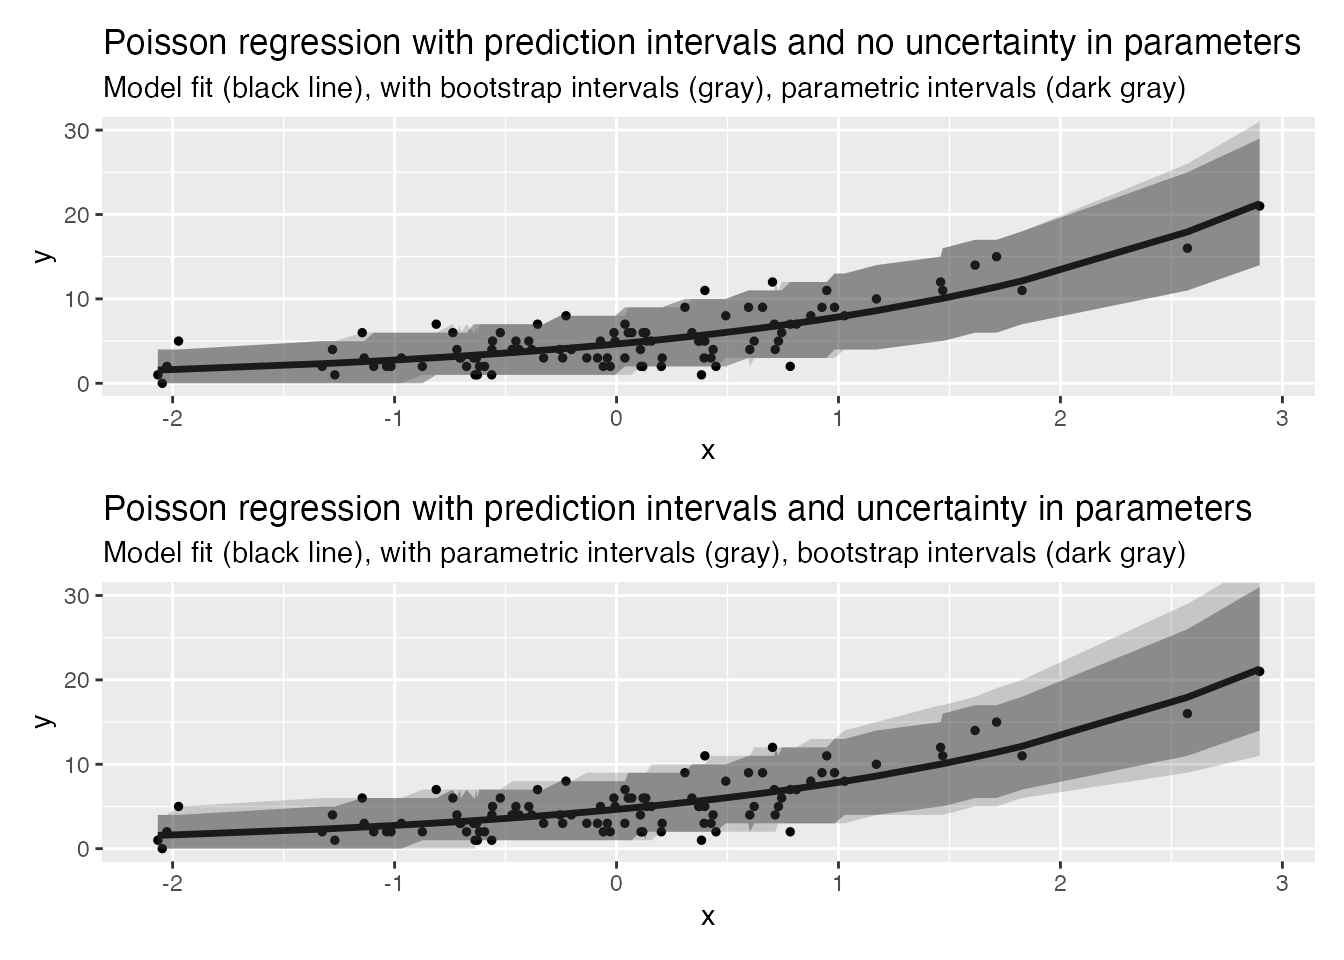 Poisson regression with prediction intervals and no uncertainty in parameters
Model fit (black line), with bootstrap intervals (gray), parametric intervals (dark gray)
30
20
10
0
y
-2 -1 0 1 2 3
x
Poisson regression with prediction intervals and uncertainty in parameters
Model fit (black line), with parametric intervals (gray), bootstrap intervals (dark gray)
30
20
10
0
y
-2 -1 0 1 2 3
x